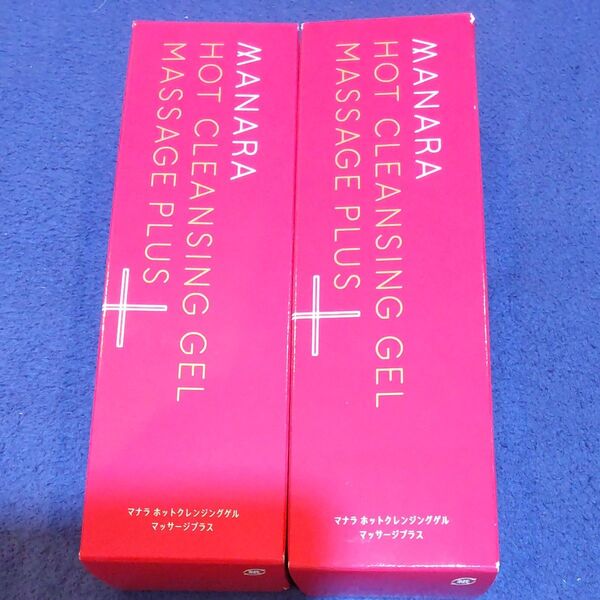 MANARA
HOT CLEANSING GEL
MASSAGE PLUS
マナラ ホットクレンジングゲル
マッサージプラス
MANARA
HOT CLEANSING GEL
MASSAGE PLUS
マナラ ホットクレンジングゲル
マッサージプラス